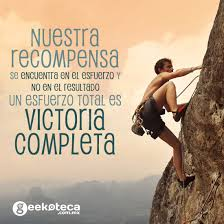 NUESTRA
RECOMPENSA
SE ENCUENTRA EN EL ESFUERZO Y
NO EN EL RESULTADO
UN ESFUERZO TOTAL ES
VICTORIA
COMPLETA
geekoteca
.com.mx